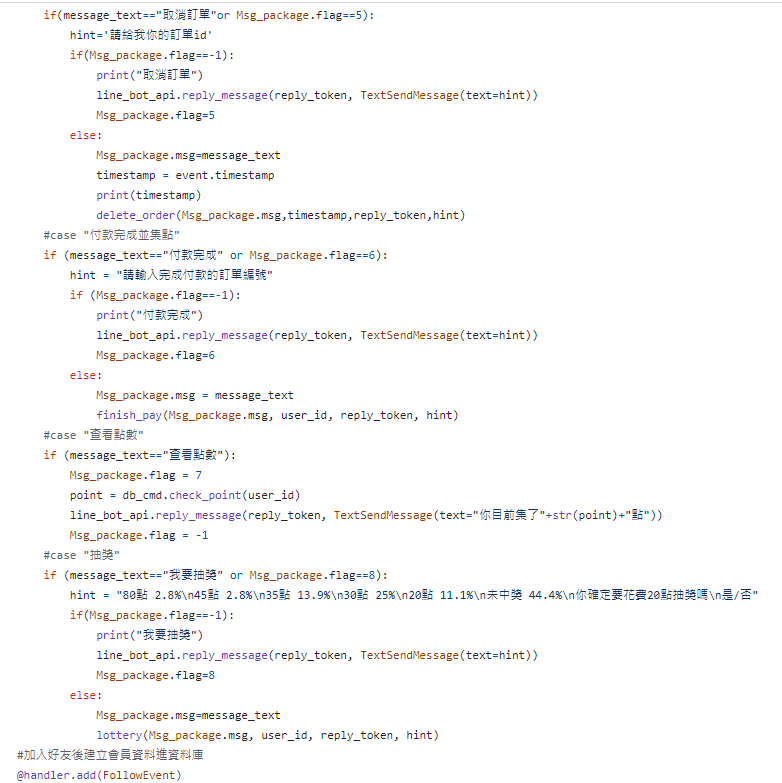 if(message_text=="取消訂單"or Msg_package.flag==5):
hint='請給我你的訂單id'
if(Msg_package.flag==-1):
print("取消訂單")
line_bot_api.reply_message(reply_token, TextSendMessage(text=hint))
Msg_package.flag=5
else:
Msg_package.msg=message_text
timestamp = event.timestamp
print(timestamp)
delete_order(Msg_package.msg,timestamp,reply_token,hint)
#case "付款完成並集點"
if (message_text=="付款完成" or Msg_package.flag==6):
hint = "請輸入完成付款的訂單編號"
if (Msg_package.flag==-1):
print("付款完成")
line_bot_api.reply_message(reply_token, TextSendMessage(text=hint))
Msg_package.flag=6
else:
Msg_package.msg = message_text
finish_pay(Msg_package.msg, user_id, reply_token, hint)
#case "查看點數"
if (message_text=="查看點數"):
Msg_package.flag = 7
point = db_cmd.check_point(user_id)
line_bot_api.reply_message(reply_token, TextSendMessage(text="你目前集了"+str(point)+"點"))
Msg_package.flag = -1
#case "抽獎"
if (message_text=="我要抽獎" or Msg_package.flag==8):
hint = "80點 2.8%\n45點 2.8%\n35點 13.9%\n30點 25%\n20點 11.1%\n未中獎 44.4%\n你確定要花費20點抽獎嗎\n是/否"
if(Msg_package.flag==-1):
print("我要抽獎")
line_bot_api.reply_message(reply_token, TextSendMessage(text=hint))
Msg_package.flag=8
else:
Msg_package.msg=message_text
lottery(Msg_package.msg, user_id, reply_token, hint)
#加入好友後建立會員資料進資料庫
@handler.add(FollowEvent)